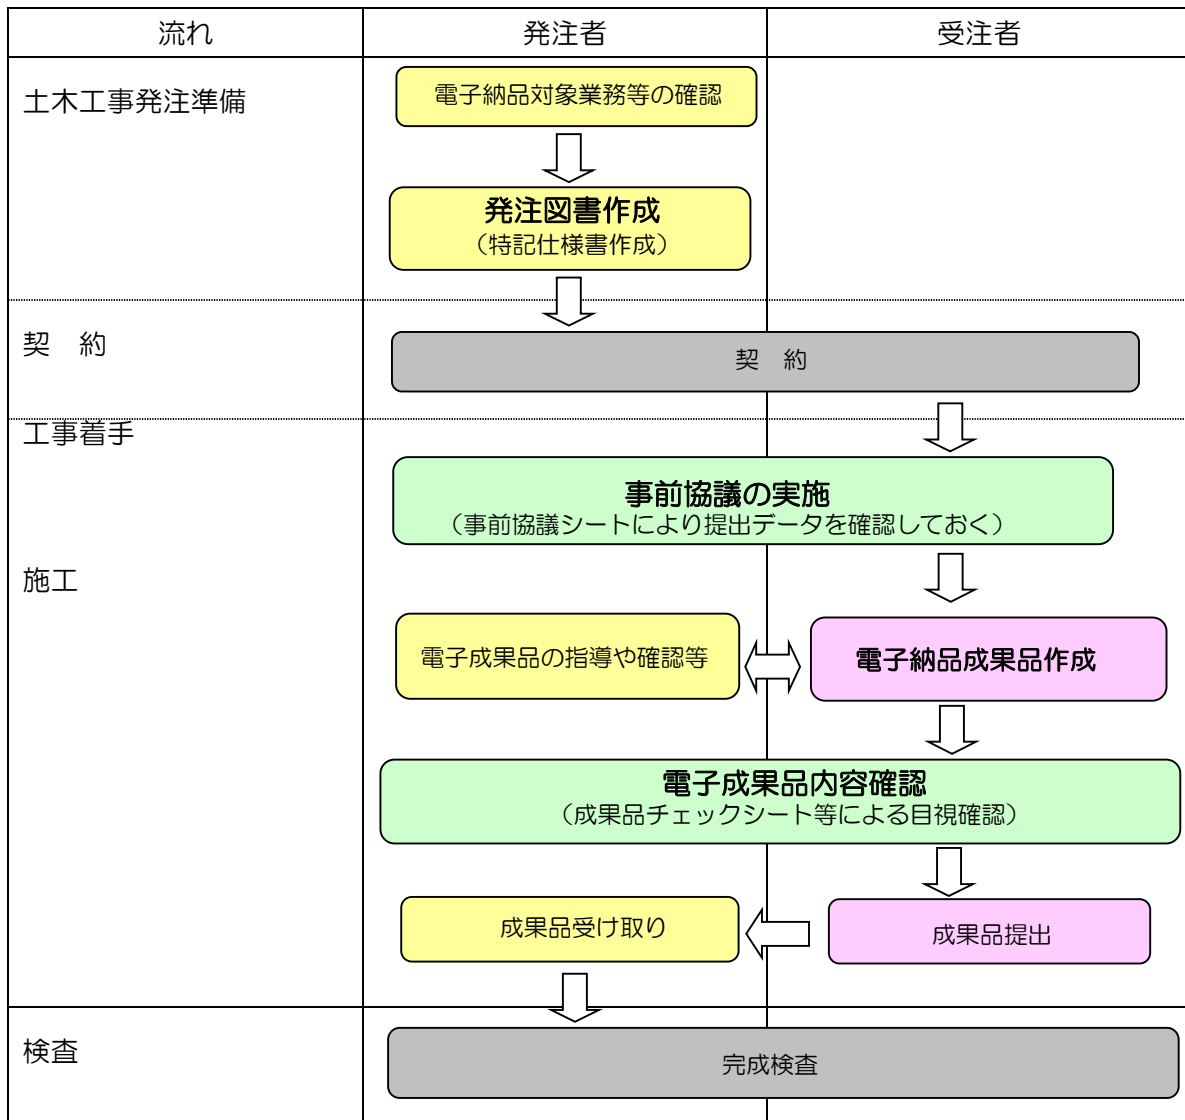 流れ
発注者
受注者
土木工事発注準備
電子納品対象業務等の確認
発注図書作成
（特記仕様書作成）
契　約
契　約
工事着手
事前協議の実施
（事前協議シートにより提出データを確認しておく）
施工
電子成果品の指導や確認等
電子納品成果品作成
電子成果品内容確認
（成果品チェックシート等による目視確認）
成果品受け取り
成果品提出
検査
完成検査